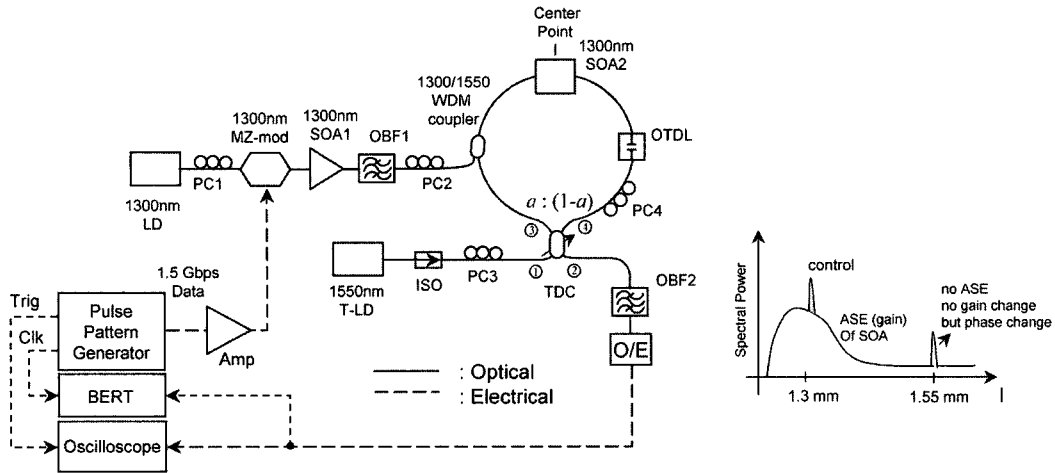 Center
Point
1300nm
SOA2
1300/1550
WDM
coupler
1300nm
MZ-mod
1300nm
SOA1
OBF1
OTDL
PC1
PC2
PC4
1300nm
LD
a : (1-a)
③
④
①
②
1550nm
T-LD
ISO
PC3
TDC
OBF2
O/E
1.5 Gbps
Data
Trig
Clk
Pulse
Pattern
Generator
Amp
BERT
Oscilloscope
: Optical
: Electrical
Spectral Power
control
ASE (gain)
Of SOA
no ASE
no gain change
but phase change
1.3 mm
1.55 mm
l